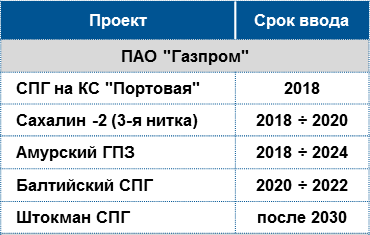 Проект Срок ввода
ПАО "Газпром"
СПГ на КС "Портовая" 2018
Сахалин -2 (3-я нитка) 2018 ÷ 2020
Амурский ГПЗ 2018 ÷ 2024
Балтийский СПГ 2020 ÷ 2022
Штокман СПГ после 2030